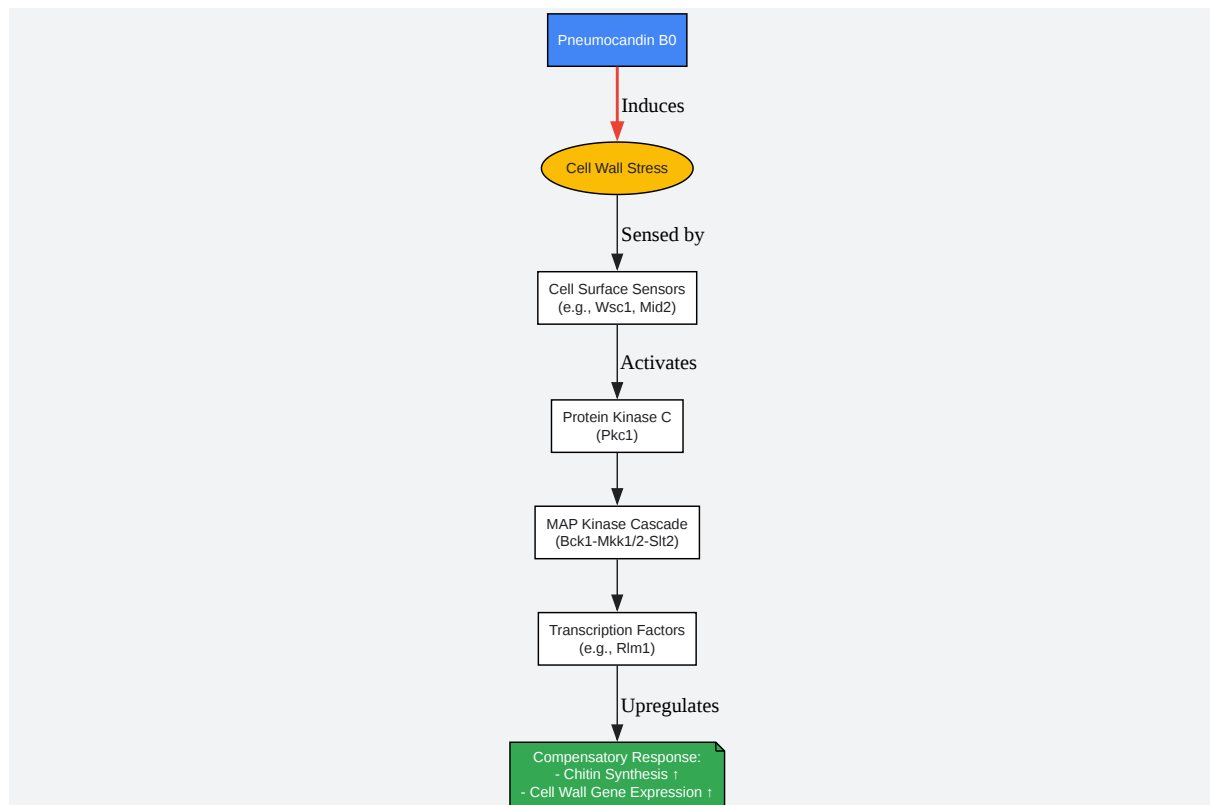 Pneumocandin B0
Induces
Cell Wall Stress
Sensed by
Cell Surface Sensors
(e.g., Wsc1, Mid2)
Activates
Protein Kinase C
(Pkc1)
MAP Kinase Cascade
(Bck1-Mkk1/2-Slt2)
Transcription Factors
(e.g., Rlm1)
Upregulates
Compensatory Response:
- Chitin Synthesis ↑
- Cell Wall Gene Expression ↑